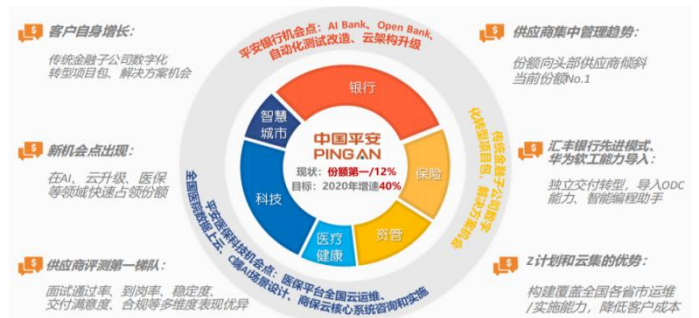 客户自身增长:
传统金融子公司数字化
转型项目包、解决方案机会
新机会点出现:
在AI、云升级、医保
等领域快速占领份额
供应商评测第一梯队:
面试通过率、到岗率、稳定度、
交付满意度、合规等多维度表现优异
平安银行机会点:AI Bank、Open Bank、
自动化测试改造、云架构升级
银行
智慧
城市
中国平安
PING AN
现状:份额第一/12%
目标:2020年增速40%
保险
科技
医疗
健康
资管
传统金融子公司数字
化转型项目包、解决方案机会
平安医保科技机会点:医保平台全国云运维、
全国医院数据上云、C端AI场景设计、商保云核心系统咨询和实施
供应商集中管理趋势:
份额向头部供应商倾斜
当前份额No.1
汇丰银行先进模式、
华为软工能力导入:
独立交付转型,导入ODC
能力、智能编程助手
Z计划和云集的优势:
构建覆盖全国各省市运维
/实施能力,降低客户成本